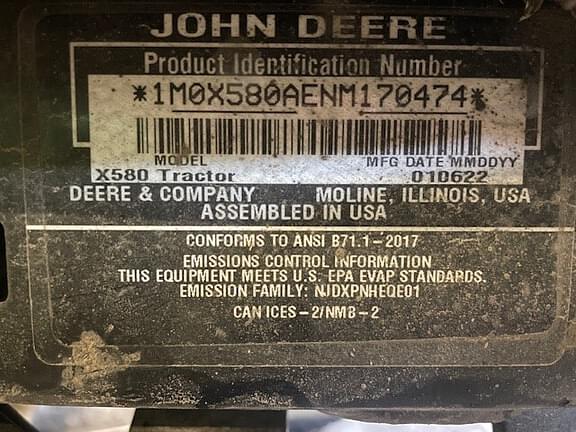 JOHN DEERE
Product Identification Number
*1M0X580AENM170474*
MODEL MFG DATE MMDDYY
X580 Tractor 010622
DEERE & COMPANY MOLINE, ILLINOIS, USA
ASSEMBLED IN USA
CONFORMS TO ANSI B71.1-2017
EMISSIONS CONTROL INFORMATION
THIS EQUIPMENT MEETS U.S. EPA EVAP STANDARDS.
EMISSION FAMILY: NJDXPNHEQE01
CAN ICES-2/NMB-2